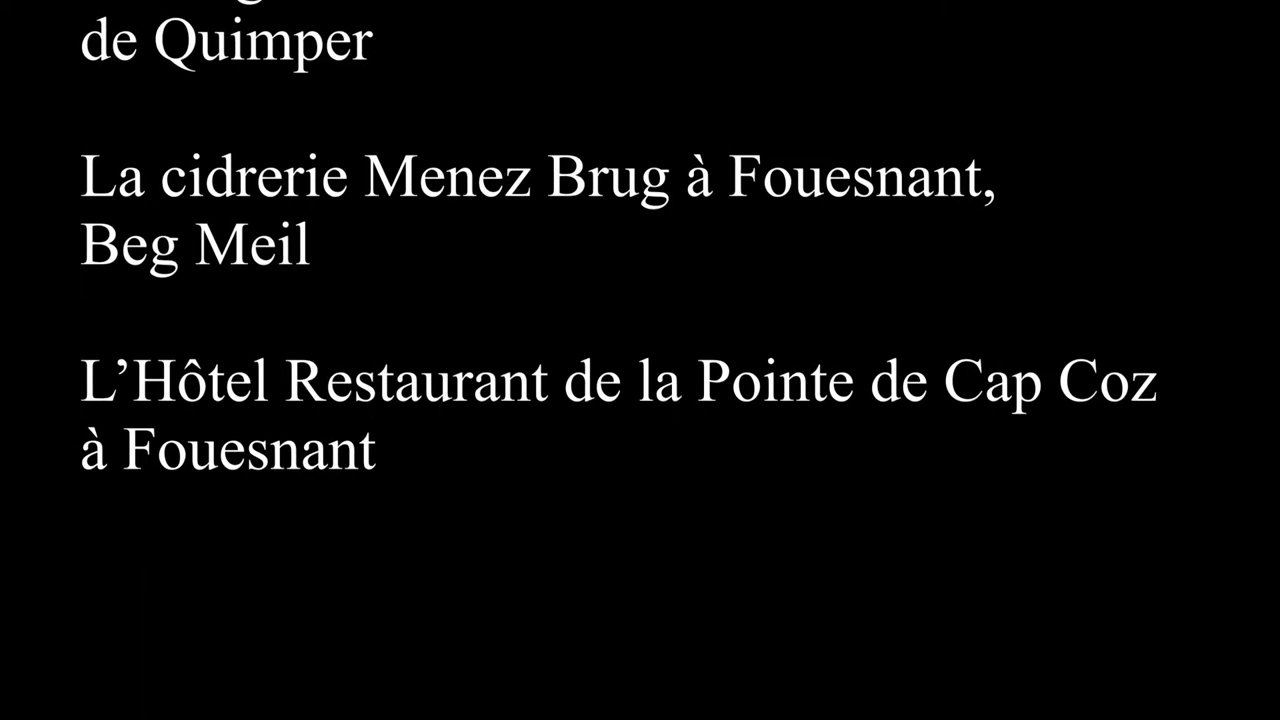 de Quimper
La cidrerie Menez Brug à Fouesnant,
Beg Meil
L’Hôtel Restaurant de la Pointe de Cap Coz
à Fouesnant